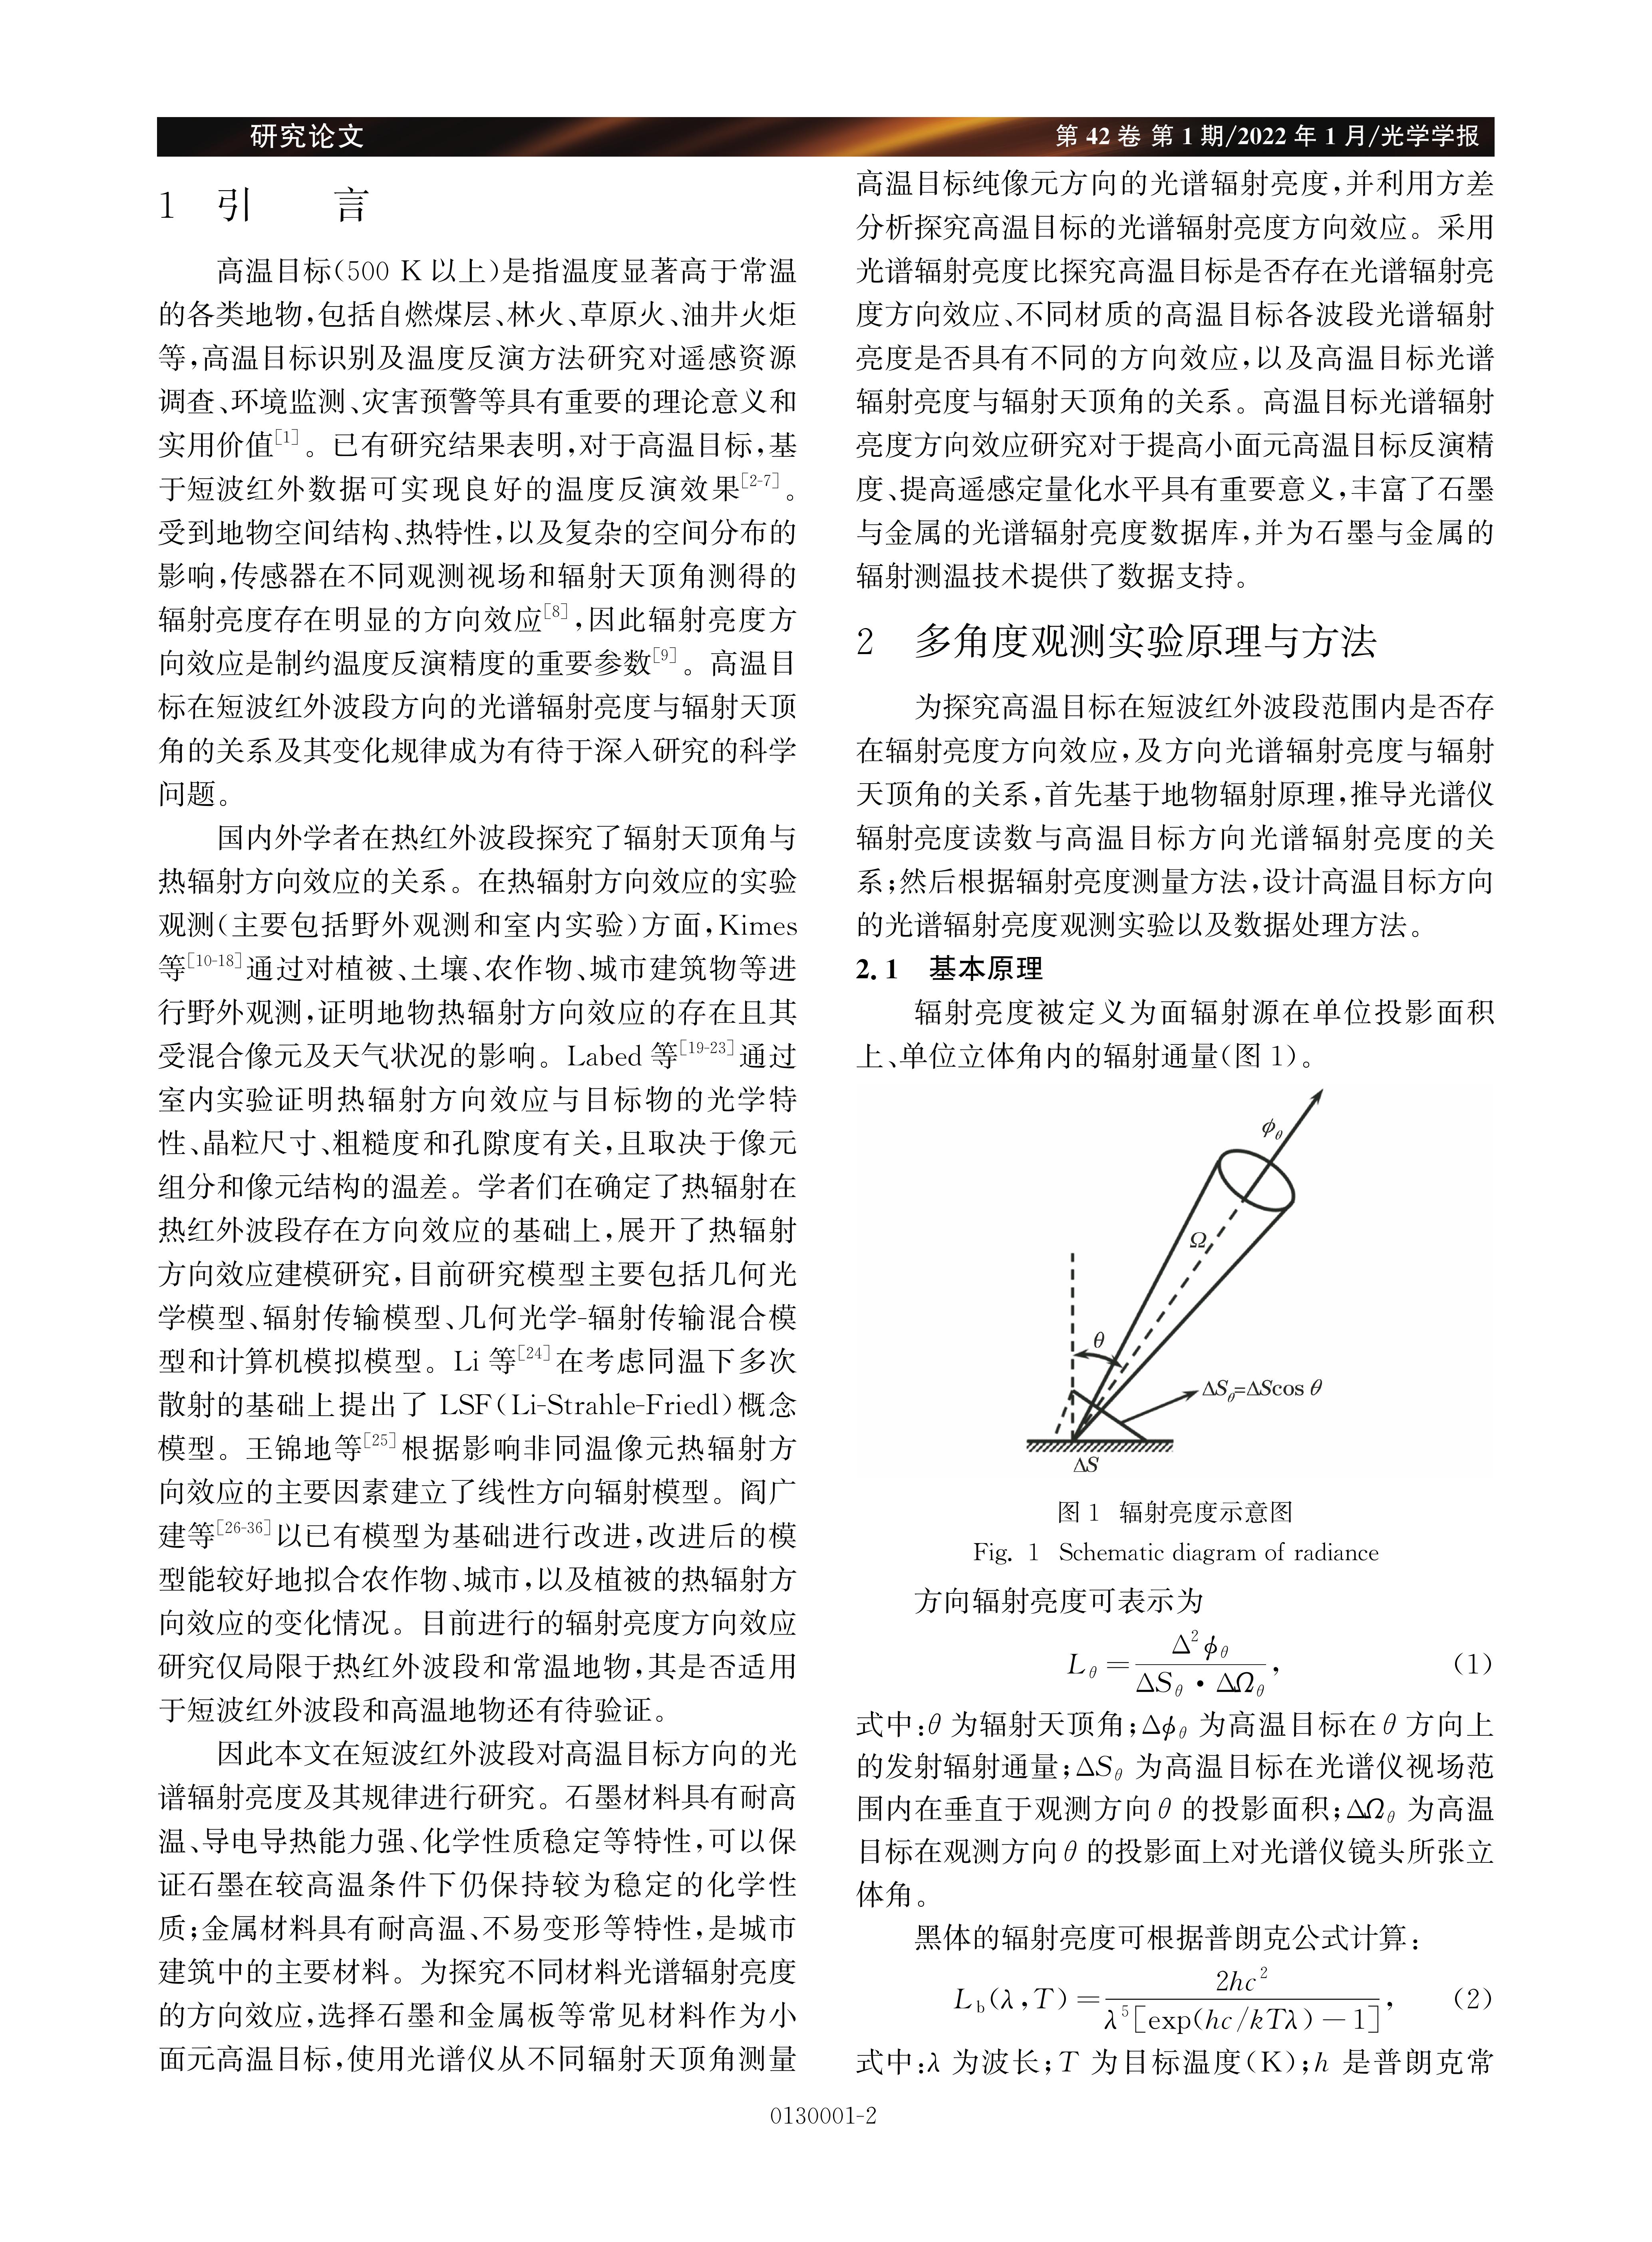 研究论文
第 42 卷 第 1 期/2022 年 1 月/光学学报
1 引 言
高温目标(500 K 以上)是指温度显著高于常温
的各类地物,包括自燃煤层、林火、草原火、油井火炬
等,高温目标识别及温度反演方法研究对遥感资源
调查、环境监测、灾害预警等具有重要的理论意义和
实用价值[1]。已有研究结果表明,对于高温目标,基
于短波红外数据可实现良好的温度反演效果[2-7]。
受到地物空间结构、热特性,以及复杂的空间分布的
影响,传感器在不同观测视场和辐射天顶角测得的
辐射亮度存在明显的方向效应[8],因此辐射亮度方
向效应是制约温度反演精度的重要参数[9]。高温目
标在短波红外波段方向的光谱辐射亮度与辐射天顶
角的关系及其变化规律成为有待于深入研究的科学
问题。
国内外学者在热红外波段探究了辐射天顶角与
热辐射方向效应的关系。在热辐射方向效应的实验
观测(主要包括野外观测和室内实验)方面,Kimes
等[10-18]通过对植被、土壤、农作物、城市建筑物等进
行野外观测,证明地物热辐射方向效应的存在且其
受混合像元及天气状况的影响。Labed 等[19-23]通过
室内实验证明热辐射方向效应与目标物的光学特
性、晶粒尺寸、粗糙度和孔隙度有关,且取决于像元
组分和像元结构的温差。学者们在确定了热辐射在
热红外波段存在方向效应的基础上,展开了热辐射
方向效应建模研究,目前研究模型主要包括几何光
学模型、辐射传输模型、几何光学-辐射传输混合模
型和计算机模拟模型。Li 等[24]在考虑同温下多次
散射的基础上提出了 LSF(Li-Strahle-Friedl)概念
模型。王锦地等[25]根据影响非同温像元热辐射方
向效应的主要因素建立了线性方向辐射模型。阎广
建等[26-36]以已有模型为基础进行改进,改进后的模
型能较好地拟合农作物、城市,以及植被的热辐射方
向效应的变化情况。目前进行的辐射亮度方向效应
研究仅局限于热红外波段和常温地物,其是否适用
于短波红外波段和高温地物还有待验证。
因此本文在短波红外波段对高温目标方向的光
谱辐射亮度及其规律进行研究。石墨材料具有耐高
温、导电导热能力强、化学性质稳定等特性,可以保
证石墨在较高温条件下仍保持较为稳定的化学性
质;金属材料具有耐高温、不易变形等特性,是城市
建筑中的主要材料。为探究不同材料光谱辐射亮度
的方向效应,选择石墨和金属板等常见材料作为小
面元高温目标,使用光谱仪从不同辐射天顶角测量
高温目标纯像元方向的光谱辐射亮度,并利用方差
分析探究高温目标的光谱辐射亮度方向效应。采用
光谱辐射亮度比探究高温目标是否存在光谱辐射亮
度方向效应、不同材质的高温目标各波段光谱辐射
亮度是否具有不同的方向效应,以及高温目标光谱
辐射亮度与辐射天顶角的关系。高温目标光谱辐射
亮度方向效应研究对于提高小面元高温目标反演精
度、提高遥感定量化水平具有重要意义,丰富了石墨
与金属的光谱辐射亮度数据库,并为石墨与金属的
辐射测温技术提供了数据支持。
2 多角度观测实验原理与方法
为探究高温目标在短波红外波段范围内是否存
在辐射亮度方向效应,及方向光谱辐射亮度与辐射
天顶角的关系,首先基于地物辐射原理,推导光谱仪
辐射亮度读数与高温目标方向光谱辐射亮度的关
系;然后根据辐射亮度测量方法,设计高温目标方向
的光谱辐射亮度观测实验以及数据处理方法。
2.1 基本原理
辐射亮度被定义为面辐射源在单位投影面积
上、单位立体角内的辐射通量(图 1)。
ϕθ
Ω
θ
ΔSθ=ΔScos θ
ΔS
图 1 辐射亮度示意图
Fig. 1 Schematic diagram of radiance
方向辐射亮度可表示为
Lθ = Δ²ϕθ / (ΔSθ · ΔΩθ), (1)
式中:θ 为辐射天顶角;Δϕθ 为高温目标在 θ 方向上
的发射辐射通量;ΔSθ 为高温目标在光谱仪视场范
围内在垂直于观测方向 θ 的投影面积;ΔΩθ 为高温
目标在观测方向 θ 的投影面上对光谱仪镜头所张立
体角。
黑体的辐射亮度可根据普朗克公式计算:
Lb(λ,T) = 2hc² / λ⁵[exp(hc/kTλ) − 1], (2)
式中:λ 为波长;T 为目标温度(K);h 是普朗克常
0130001-2